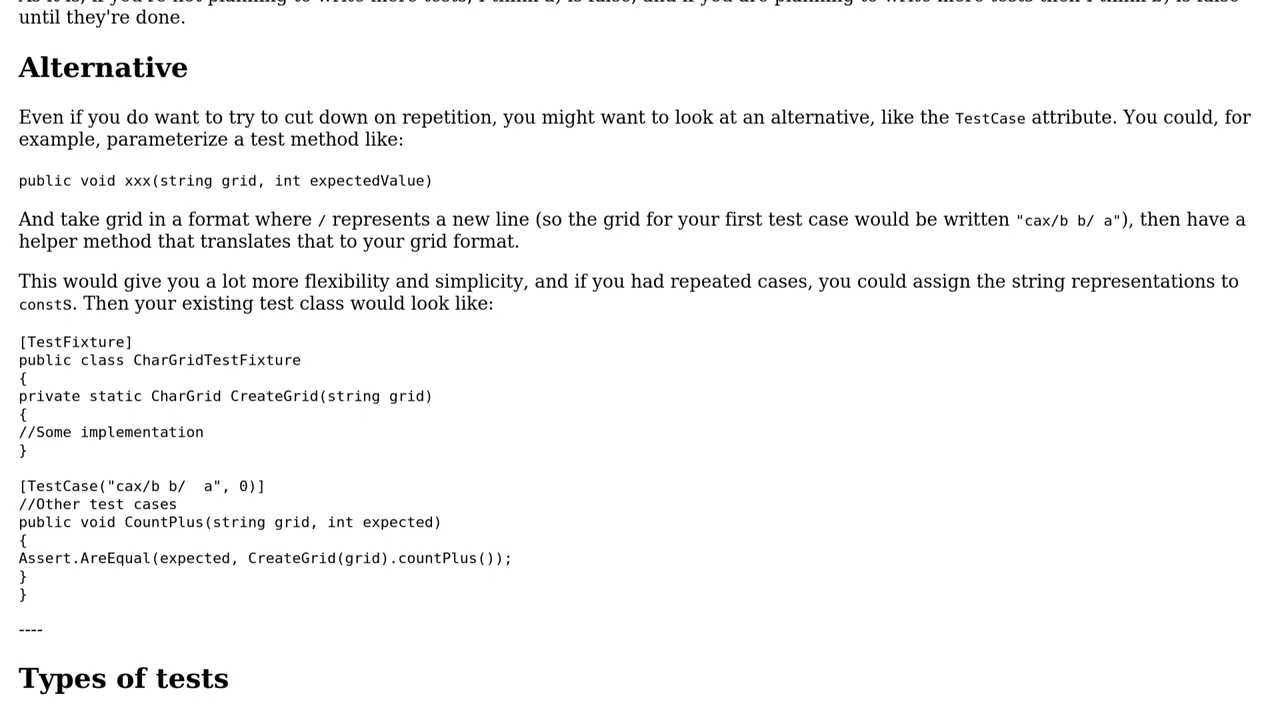 until they're done.
Alternative
Even if you do want to try to cut down on repetition, you might want to look at an alternative, like the TestCase attribute. You could, for
example, parameterize a test method like:
public void xxx(string grid, int expectedValue)
And take grid in a format where / represents a new line (so the grid for your first test case would be written "cax/b b/ a"), then have a
helper method that translates that to your grid format.
This would give you a lot more flexibility and simplicity, and if you had repeated cases, you could assign the string representations to
consts. Then your existing test class would look like:
[TestFixture]
public class CharGridTestFixture
{
private static CharGrid CreateGrid(string grid)
{
//Some implementation
}
[TestCase("cax/b b/  a", 0)]
//Other test cases
public void CountPlus(string grid, int expected)
{
Assert.AreEqual(expected, CreateGrid(grid).countPlus());
}
}
----
Types of tests